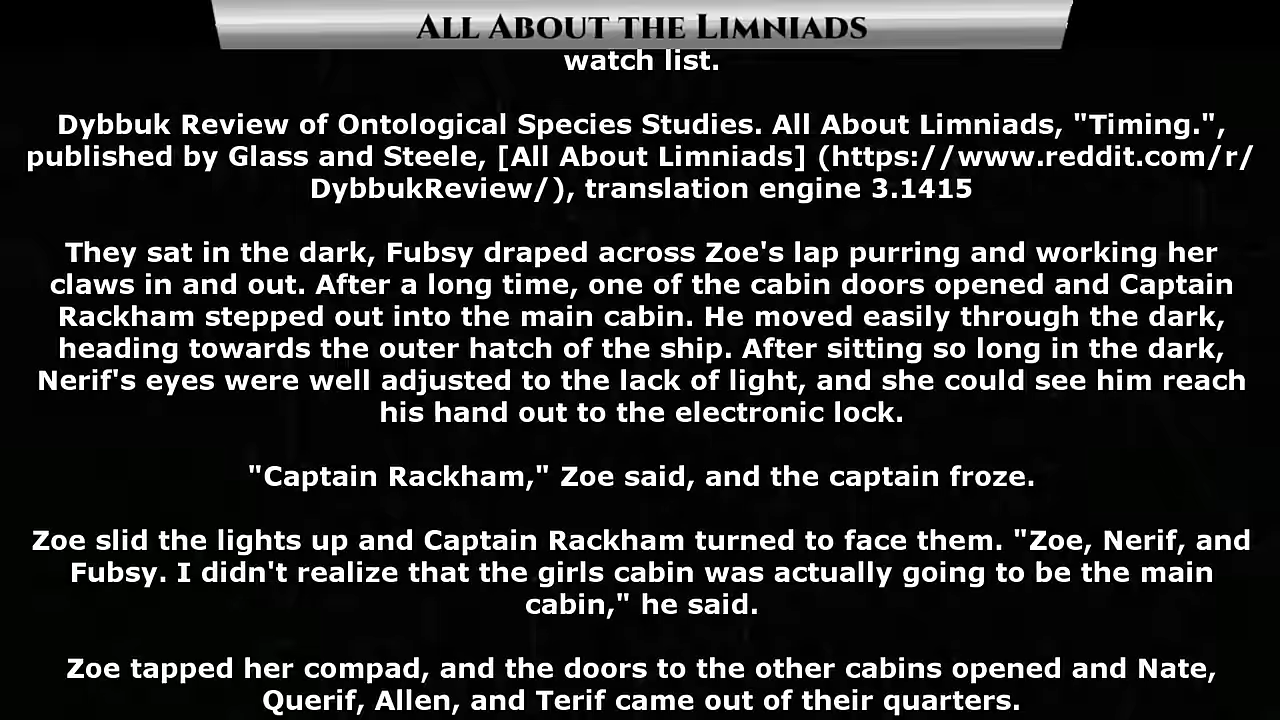 ALL ABOUT THE LIMNIADS
watch list.
Dybbuk Review of Ontological Species Studies. All About Limniads, "Timing.",
published by Glass and Steele, [All About Limniads] (https://www.reddit.com/r/
DybbukReview/), translation engine 3.1415
They sat in the dark, Fubsy draped across Zoe's lap purring and working her
claws in and out. After a long time, one of the cabin doors opened and Captain
Rackham stepped out into the main cabin. He moved easily through the dark,
heading towards the outer hatch of the ship. After sitting so long in the dark,
Nerif's eyes were well adjusted to the lack of light, and she could see him reach
his hand out to the electronic lock.
"Captain Rackham," Zoe said, and the captain froze.
Zoe slid the lights up and Captain Rackham turned to face them. "Zoe, Nerif, and
Fubsy. I didn't realize that the girls cabin was actually going to be the main
cabin," he said.
Zoe tapped her compad, and the doors to the other cabins opened and Nate,
Querif, Allen, and Terif came out of their quarters.